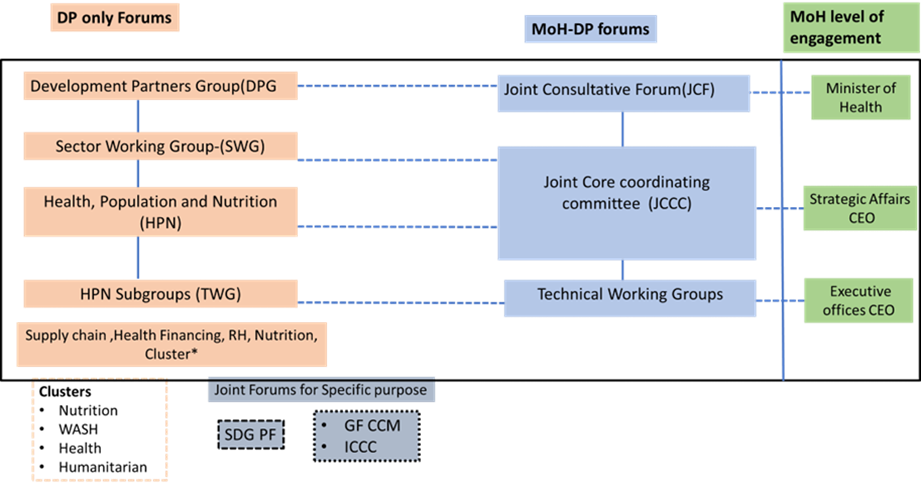 DP only Forums
MoH-DP forums
MoH level of
engagement
Development Partners Group(DPG
Joint Consultative Forum(JCF)
Minister of
Health
Sector Working Group-(SWG)
Health, Population and Nutrition
(HPN)
Joint Core coordinating
committee (JCCC)
Strategic Affairs
CEO
HPN Subgroups (TWG)
Technical Working Groups
Executive
offices CEO
Supply chain ,Health Financing, RH, Nutrition,
Cluster*
Clusters
• Nutrition
• WASH
• Health
• Humanitarian
Joint Forums for Specific purpose
SDG PF
• GF CCM
• ICCC